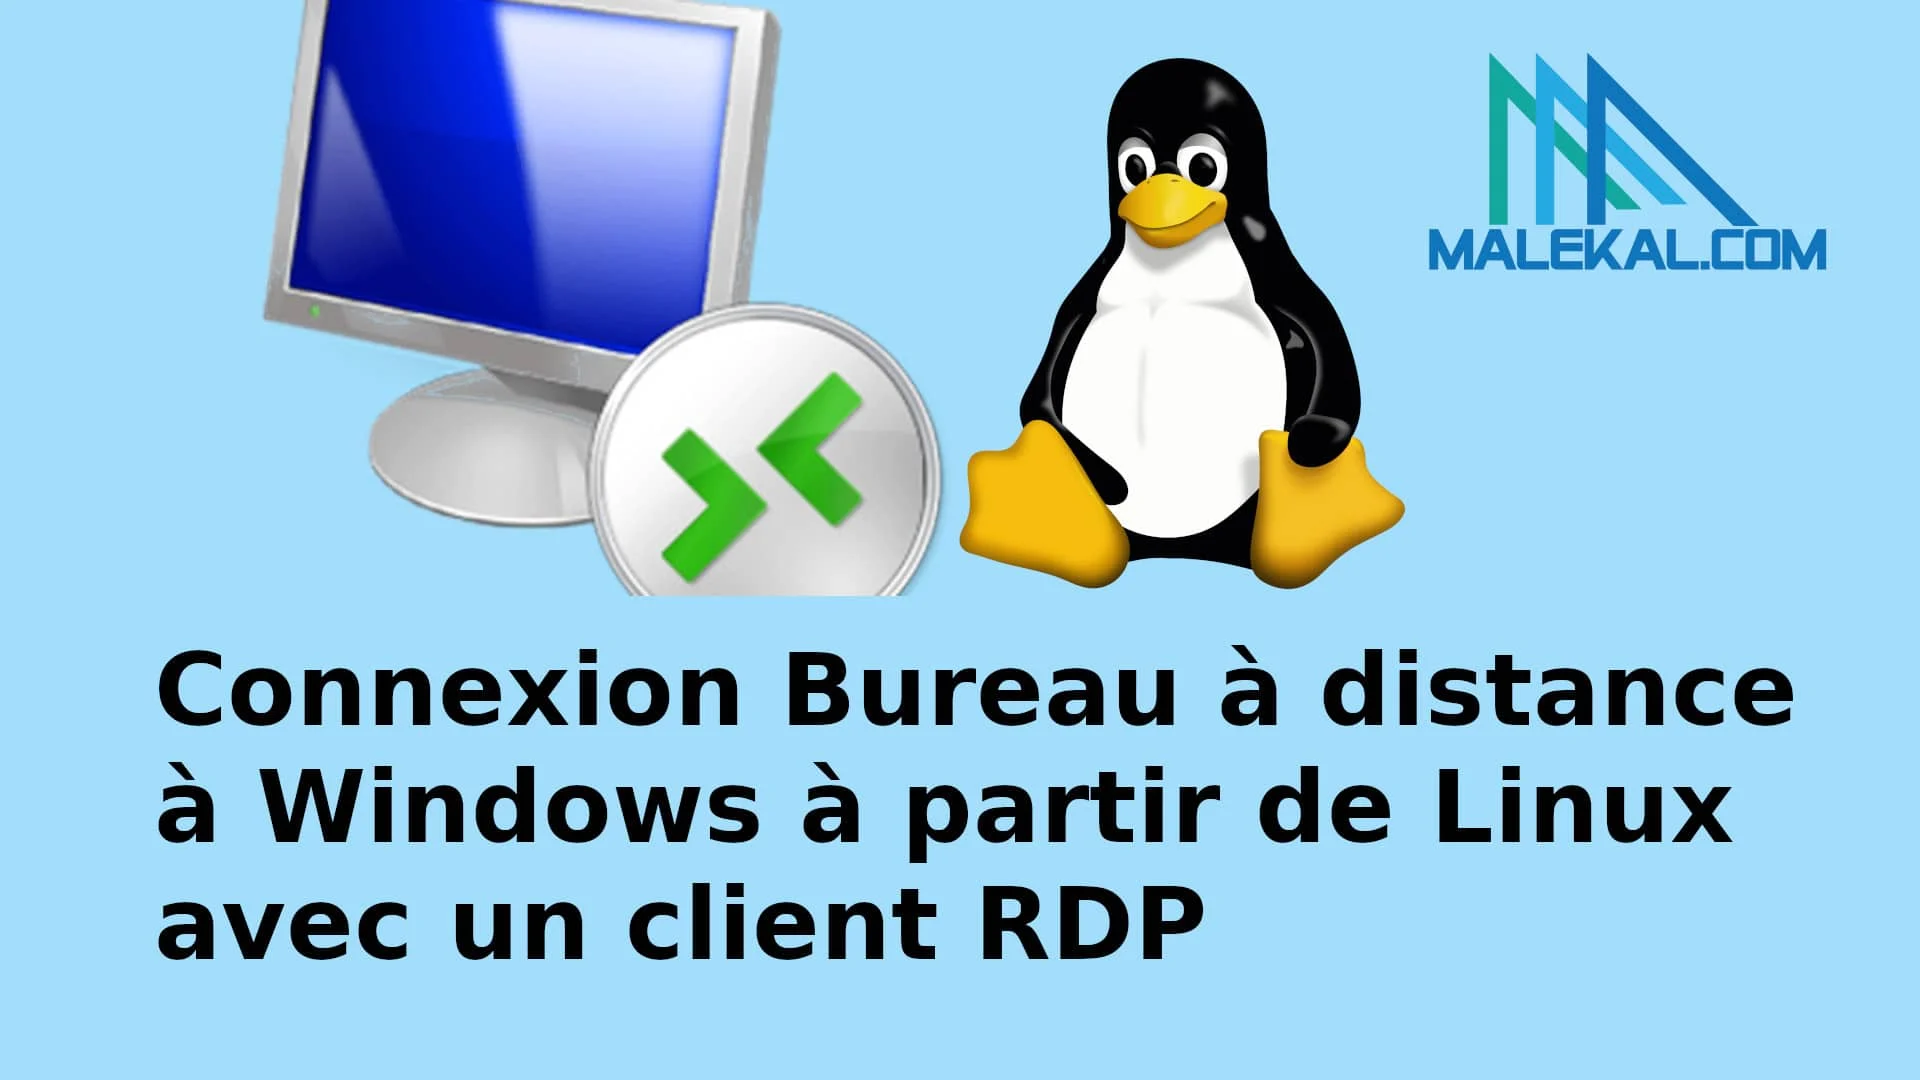 MALEKAL.COM
Connexion Bureau à distance
à Windows à partir de Linux
avec un client RDP